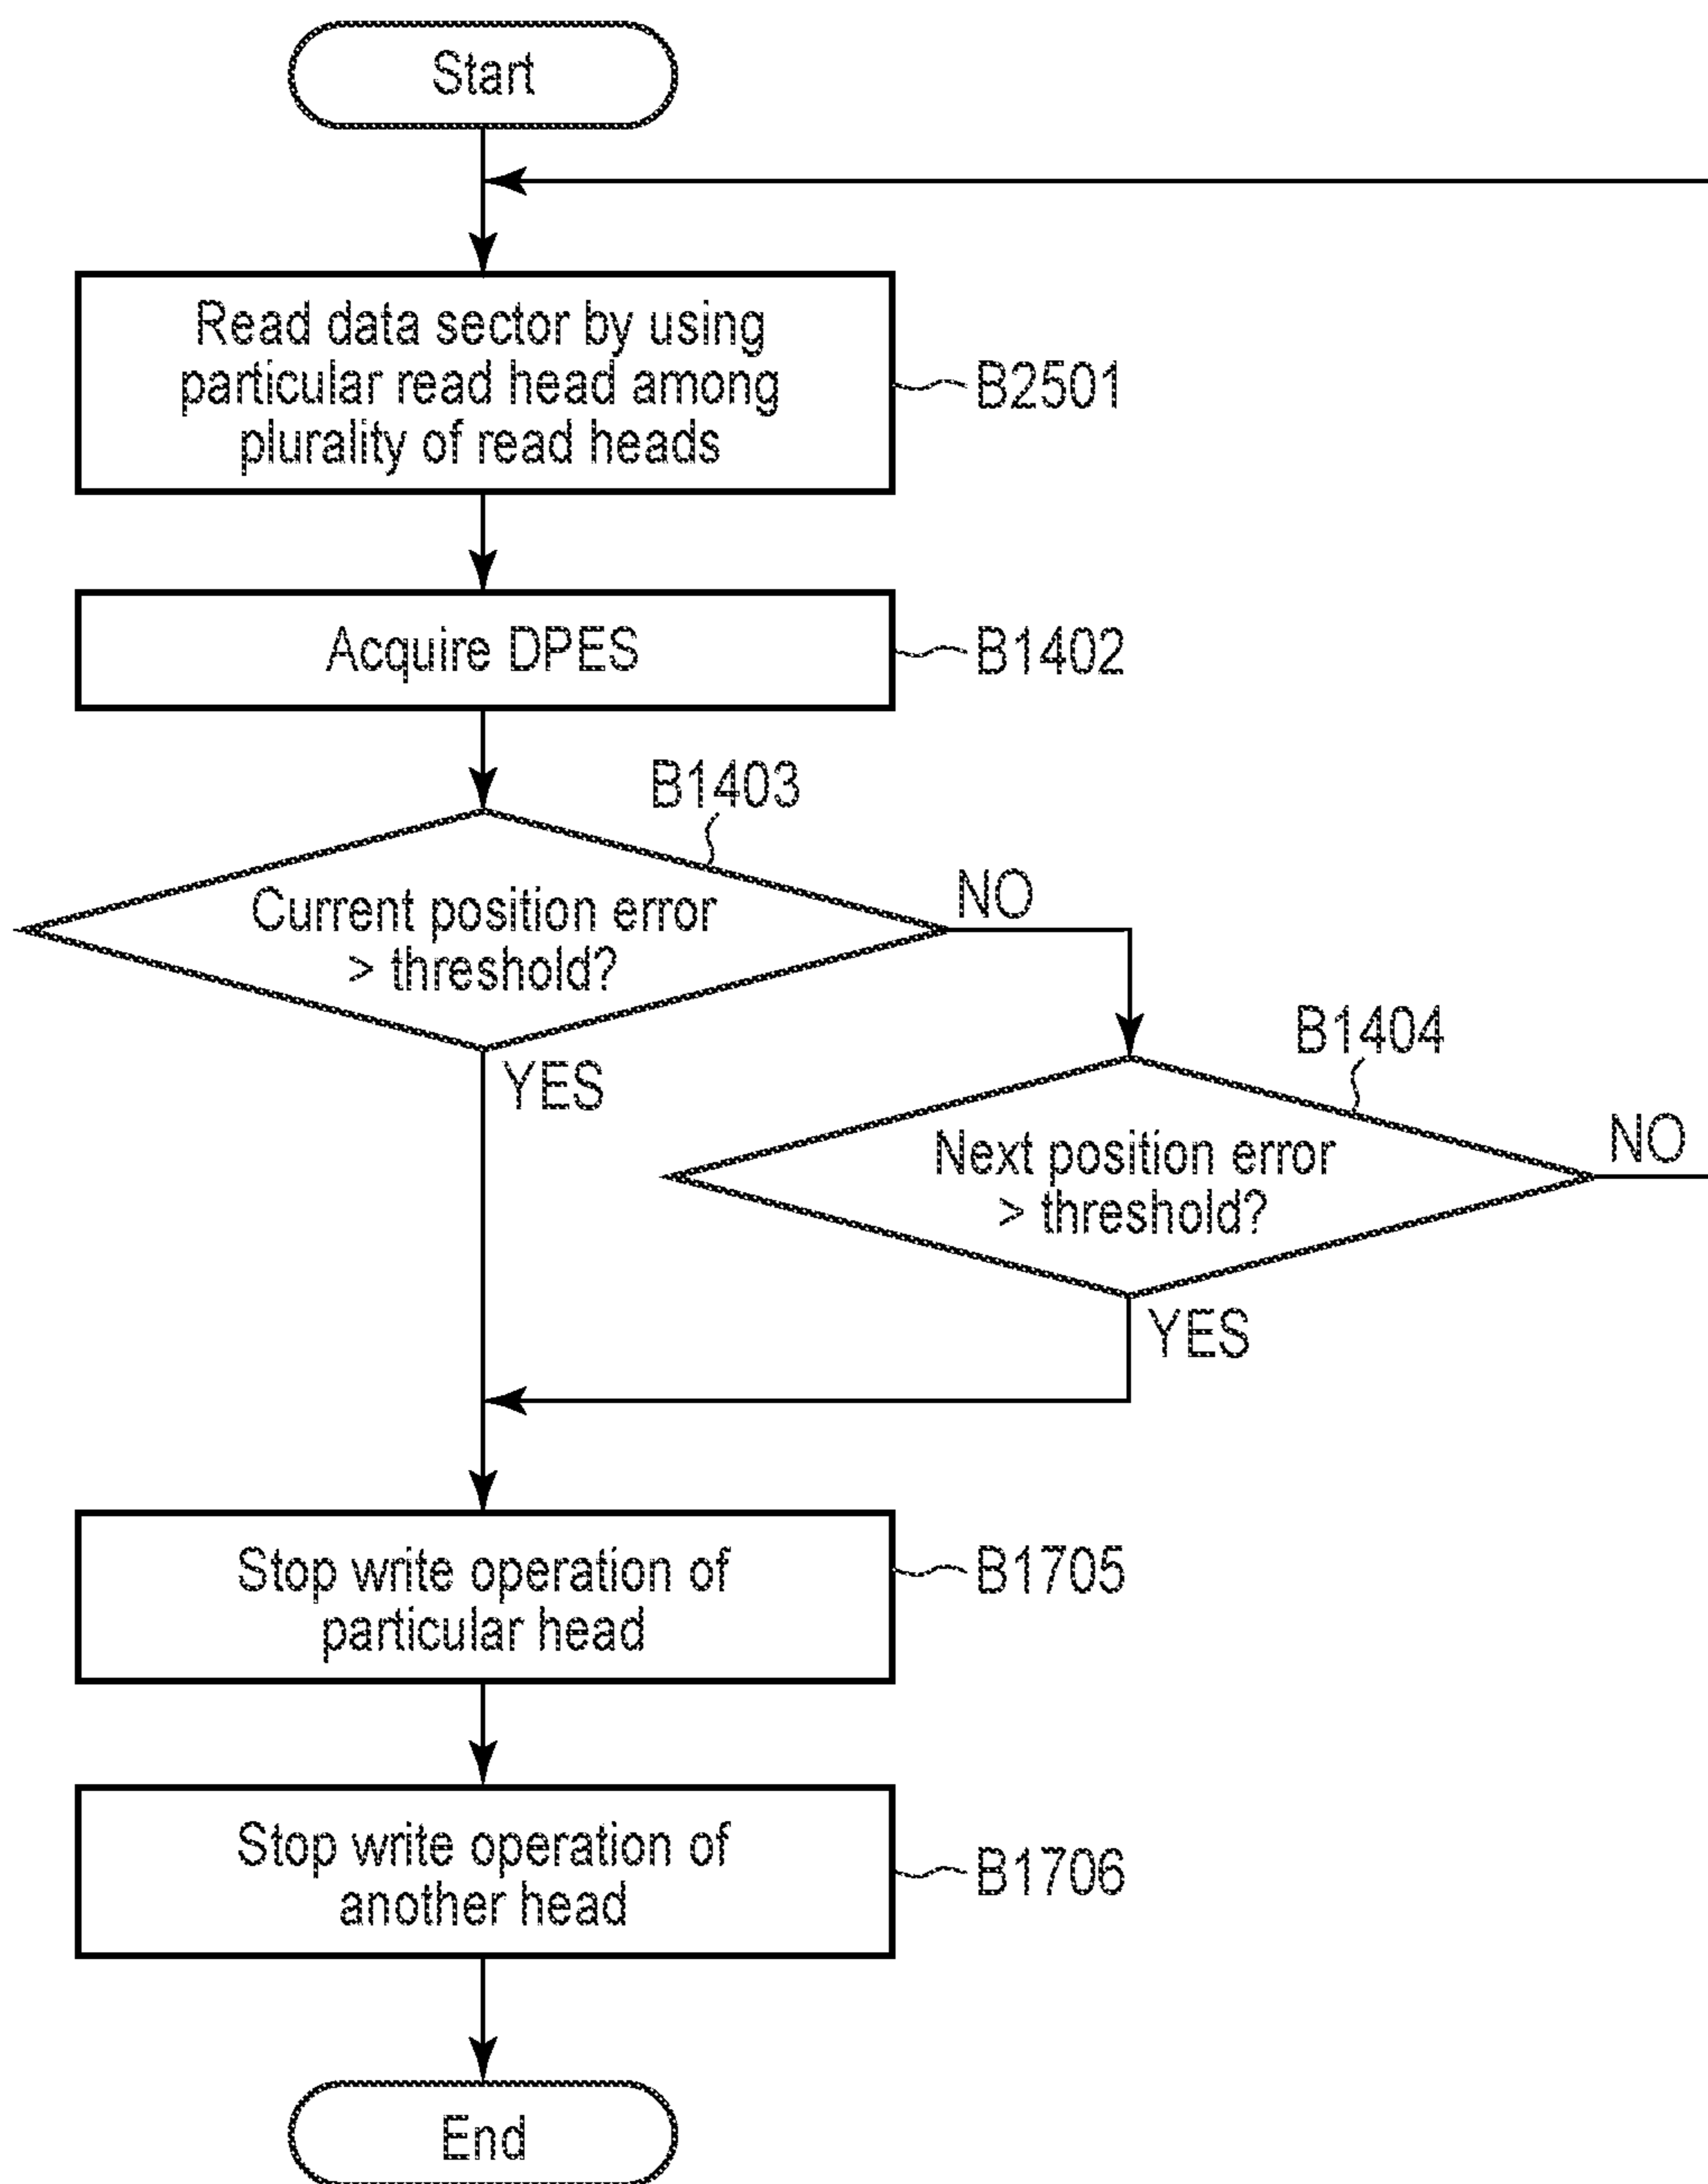 Start
Read data sector by using
particular read head among
plurality of read heads
B2501
Acquire DPES
B1402
B1403
Current position error
> threshold?
NO
YES
B1404
Next position error
> threshold?
NO
YES
Stop write operation of
particular head
B1705
Stop write operation of
another head
B1706
End